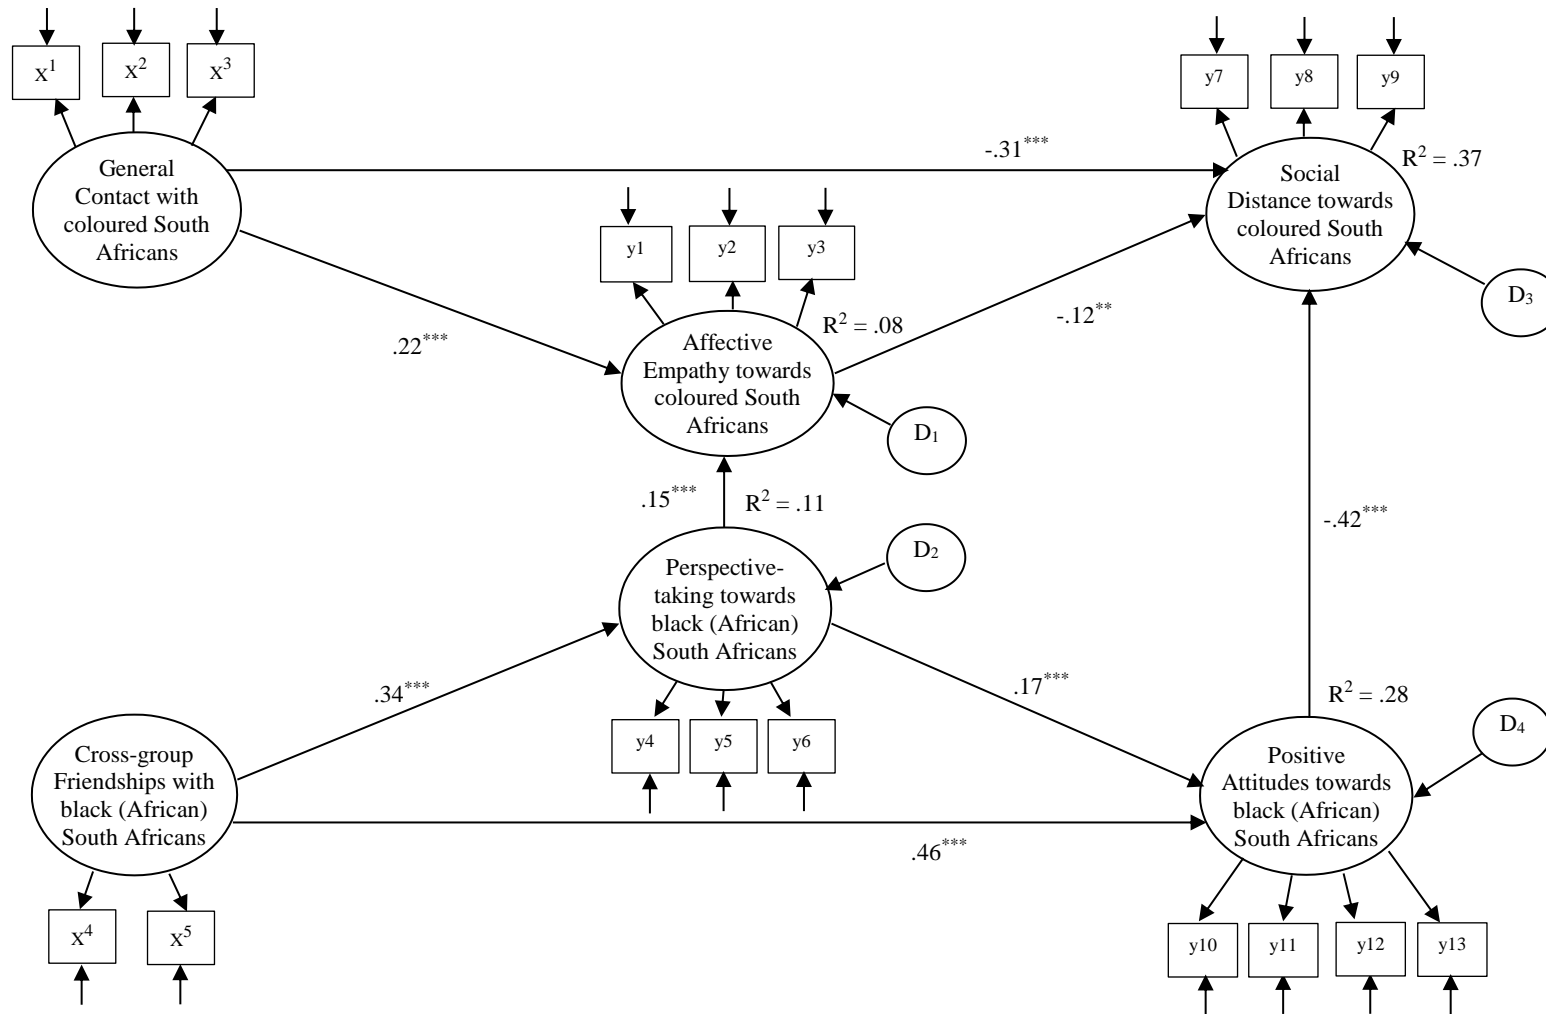 X1
X2
X3
y7
y8
y9
General
Contact with
coloured South
Africans
-.31***
Social
Distance towards
coloured South
Africans
R2 = .37
y1
y2
y3
D3
R2 = .08
-.12**
.22***
Affective
Empathy towards
coloured South
Africans
D1
.15***
R2 = .11
-.42***
D2
Perspective-
taking towards
black (African)
South Africans
.34***
.17***
R2 = .28
y4
y5
y6
D4
Cross-group
Friendships with
black (African)
South Africans
Positive
Attitudes towards
black (African)
South Africans
.46***
X4
X5
y10
y11
y12
y13